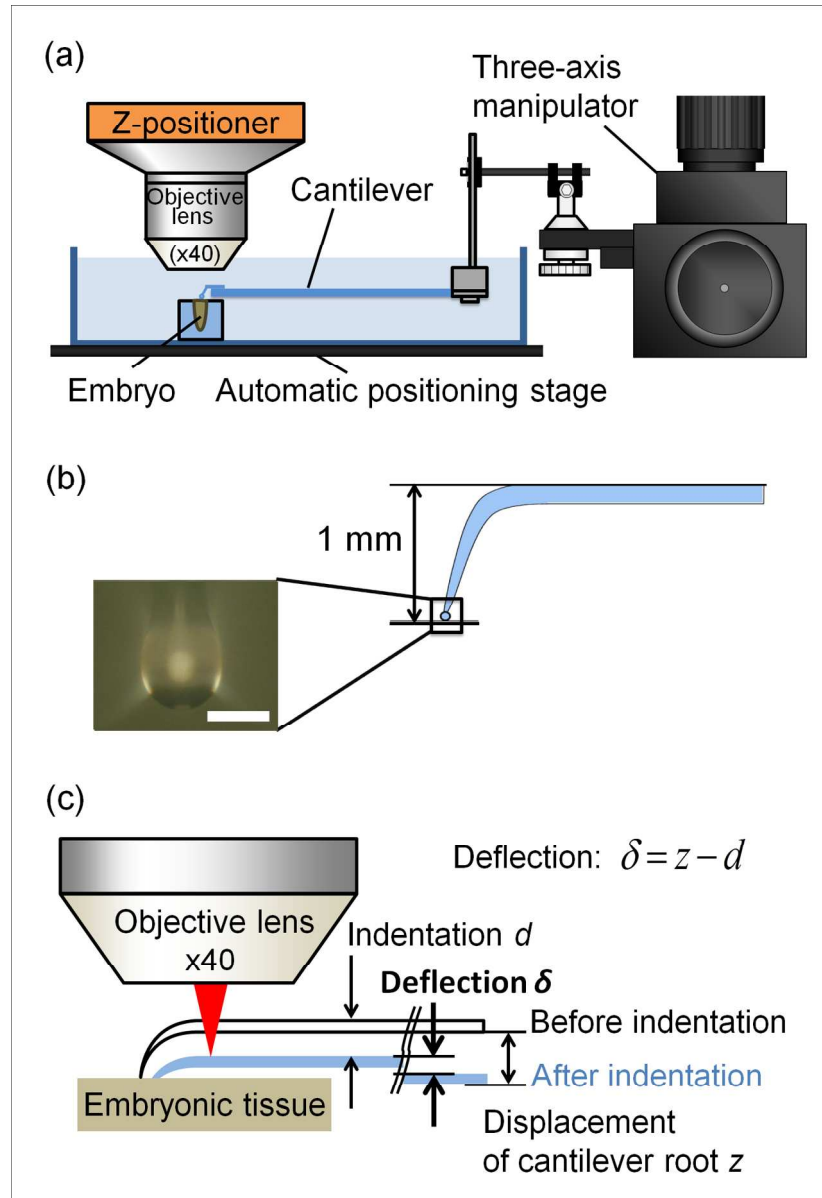 (a)
Three-axis
manipulator
Z-positioner
Objective
lens
(x40)
Cantilever
Embryo
Automatic positioning stage
(b)
1 mm
(c)
Deflection: δ = z − d
Objective lens
x40
Indentation d
Deflection δ
Before indentation
After indentation
Embryonic tissue
Displacement
of cantilever root z